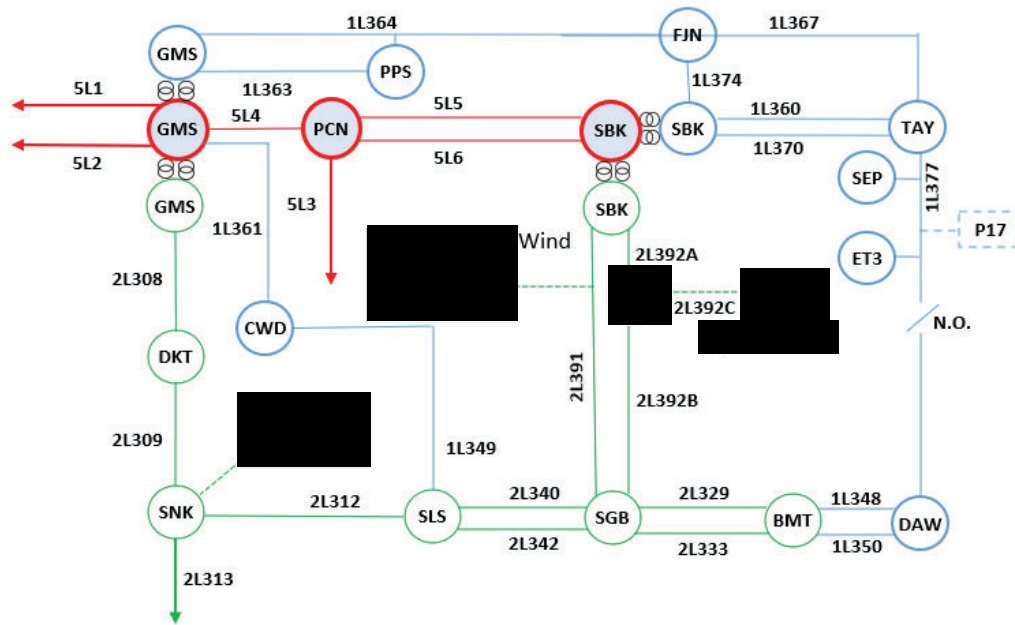 1L364
FJN
1L367
GMS
PPS
5L1
1L363
1L374
5L4
5L5
1L360
GMS
PCN
SBK
SBK
TAY
5L2
5L6
1L370
1L377
SEP
GMS
5L3
SBK
1L361
P17
Wind
2L392A
ET3
2L308
2L392C
CWD
N.O.
DKT
2L391
2L392B
2L309
1L349
2L312
2L340
2L329
1L348
SNK
SLS
SGB
BMT
DAW
2L342
2L333
1L350
2L313